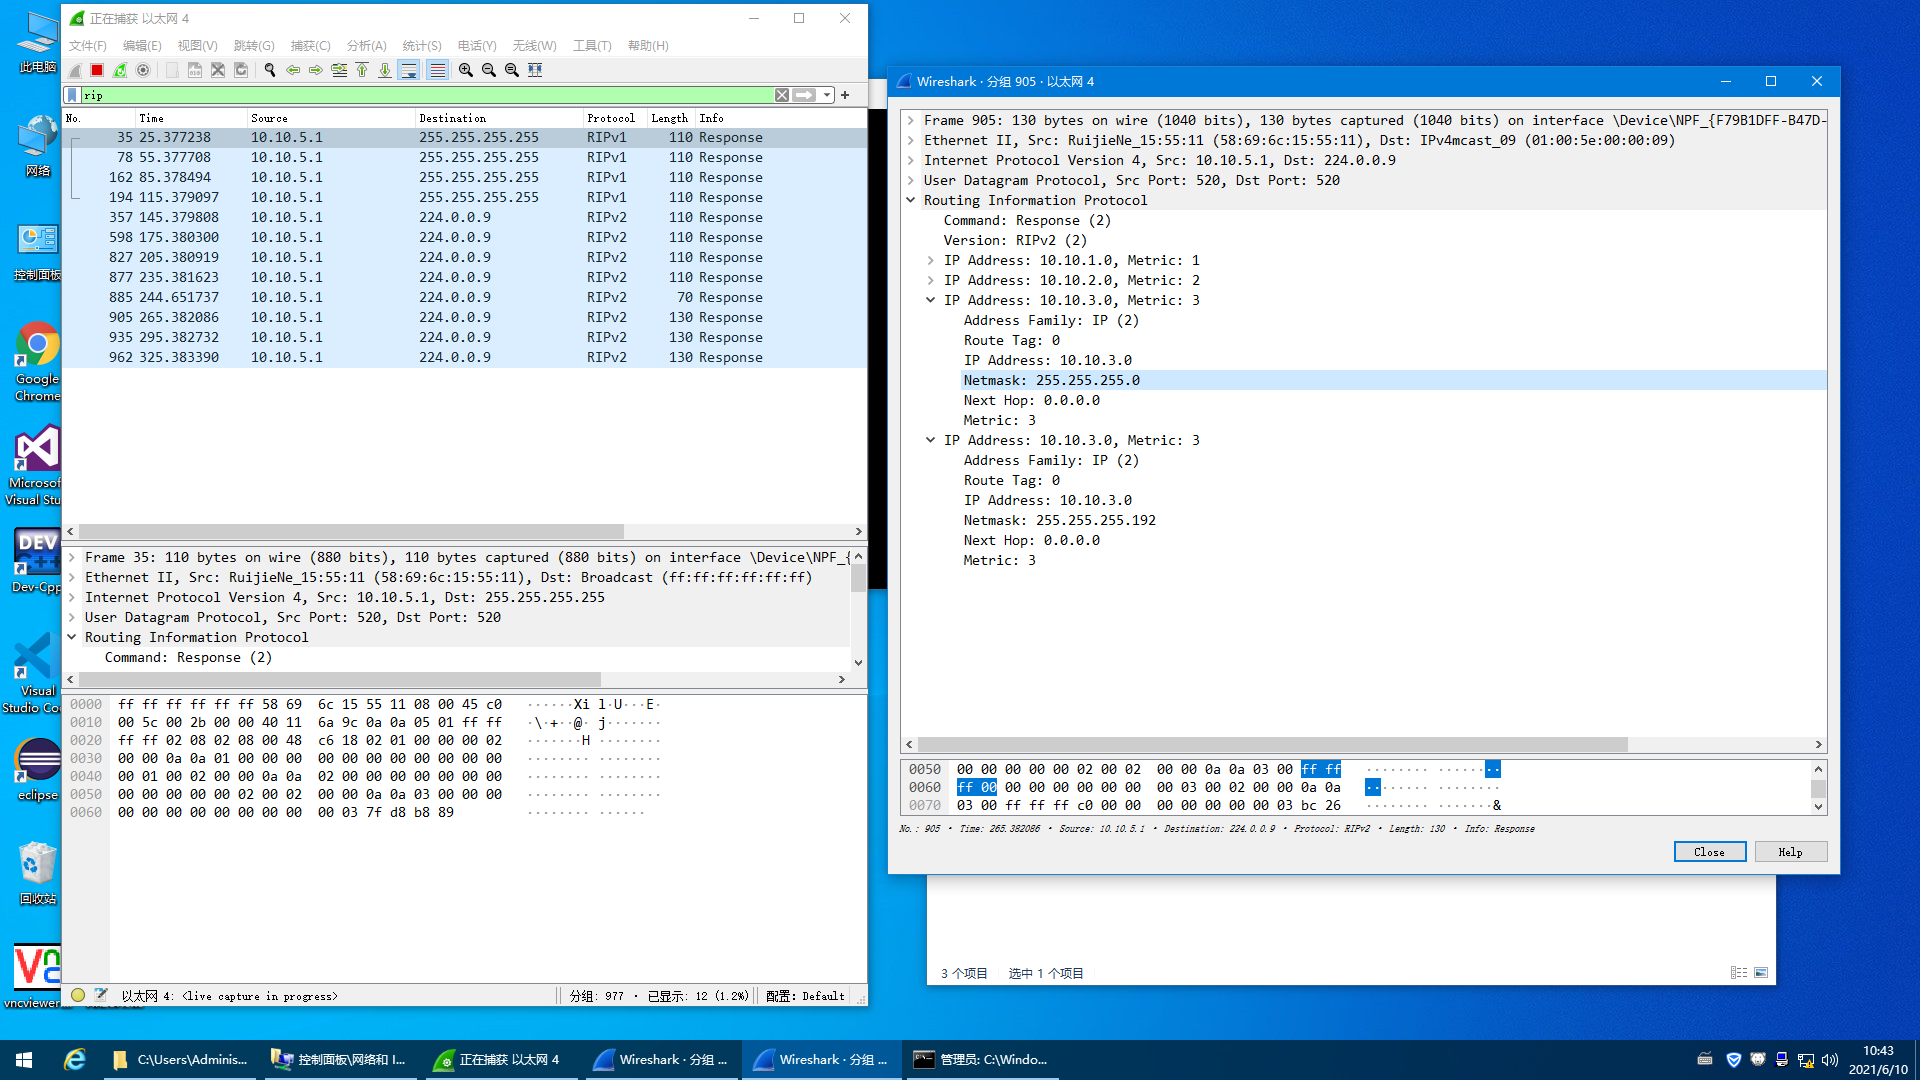 此电脑
网络
控制面板
Google
Chrome
Microsof
Visual Stu
DEV
C++
Dev-Cpp
Visual
Studio Co
eclipse
回收站
vncviewer
正在捕获 以太网 4
文件(F) 编辑(E) 视图(V) 跳转(G) 捕获(C) 分析(A) 统计(S) 电话(Y) 无线(W) 工具(T) 帮助(H)
rip
No. Time Source Destination Protocol Length Info
35 25.377238 10.10.5.1 255.255.255.255 RIPv1 110 Response
78 55.377708 10.10.5.1 255.255.255.255 RIPv1 110 Response
162 85.378494 10.10.5.1 255.255.255.255 RIPv1 110 Response
194 115.379097 10.10.5.1 255.255.255.255 RIPv1 110 Response
357 145.379808 10.10.5.1 224.0.0.9 RIPv2 110 Response
598 175.380300 10.10.5.1 224.0.0.9 RIPv2 110 Response
827 205.380919 10.10.5.1 224.0.0.9 RIPv2 110 Response
877 235.381623 10.10.5.1 224.0.0.9 RIPv2 110 Response
885 244.651737 10.10.5.1 224.0.0.9 RIPv2 70 Response
905 265.382086 10.10.5.1 224.0.0.9 RIPv2 130 Response
935 295.382732 10.10.5.1 224.0.0.9 RIPv2 130 Response
962 325.383390 10.10.5.1 224.0.0.9 RIPv2 130 Response
Frame 35: 110 bytes on wire (880 bits), 110 bytes captured (880 bits) on interface \Device\NPF_{
Ethernet II, Src: RuijieNe_15:55:11 (58:69:6c:15:55:11), Dst: Broadcast (ff:ff:ff:ff:ff:ff)
Internet Protocol Version 4, Src: 10.10.5.1, Dst: 255.255.255.255
User Datagram Protocol, Src Port: 520, Dst Port: 520
Routing Information Protocol
Command: Response (2)
0000 ff ff ff ff ff ff 58 69 6c 15 55 11 08 00 45 c0 ······Xi l·U···E·
0010 00 5c 00 2b 00 00 40 11 6a 9c 0a 0a 05 01 ff ff ·\·+··@· j·······
0020 ff ff 02 08 02 08 00 48 c6 18 02 01 00 00 00 02 ·······H ········
0030 00 00 0a 0a 01 00 00 00 00 00 00 00 00 00 00 00 ········ ········
0040 00 01 00 02 00 00 0a 0a 02 00 00 00 00 00 00 00 ········ ········
0050 00 00 00 00 00 02 00 02 00 00 0a 0a 03 00 00 00 ········ ········
0060 00 00 00 00 00 00 00 00 00 03 7f d8 b8 89 ········ ······
以太网 4: <live capture in progress> 分组: 977 · 已显示: 12 (1.2%) 配置: Default
Wireshark · 分组 905 · 以太网 4
Frame 905: 130 bytes on wire (1040 bits), 130 bytes captured (1040 bits) on interface \Device\NPF_{F79B1DFF-B47D-
Ethernet II, Src: RuijieNe_15:55:11 (58:69:6c:15:55:11), Dst: IPv4mcast_09 (01:00:5e:00:00:09)
Internet Protocol Version 4, Src: 10.10.5.1, Dst: 224.0.0.9
User Datagram Protocol, Src Port: 520, Dst Port: 520
Routing Information Protocol
Command: Response (2)
Version: RIPv2 (2)
IP Address: 10.10.1.0, Metric: 1
IP Address: 10.10.2.0, Metric: 2
IP Address: 10.10.3.0, Metric: 3
Address Family: IP (2)
Route Tag: 0
IP Address: 10.10.3.0
Netmask: 255.255.255.0
Next Hop: 0.0.0.0
Metric: 3
IP Address: 10.10.3.0, Metric: 3
Address Family: IP (2)
Route Tag: 0
IP Address: 10.10.3.0
Netmask: 255.255.255.192
Next Hop: 0.0.0.0
Metric: 3
0050 00 00 00 00 00 02 00 02 00 00 0a 0a 03 00 ff ff ········ ········
0060 ff 00 00 00 00 00 00 00 00 03 00 02 00 00 0a 0a ········ ········
0070 03 00 ff ff ff c0 00 00 00 00 00 00 00 03 bc 26 ········ ·······&
No.: 905 · Time: 265.382086 · Source: 10.10.5.1 · Destination: 224.0.0.9 · Protocol: RIPv2 · Length: 130 · Info: Response
Close Help
3 个项目 选中 1 个项目
C:\Users\Adminis... 控制面板\网络和 I... 正在捕获 以太网 4 Wireshark · 分组 ... Wireshark · 分组 ... 管理员: C:\Windo...
10:43
2021/6/10